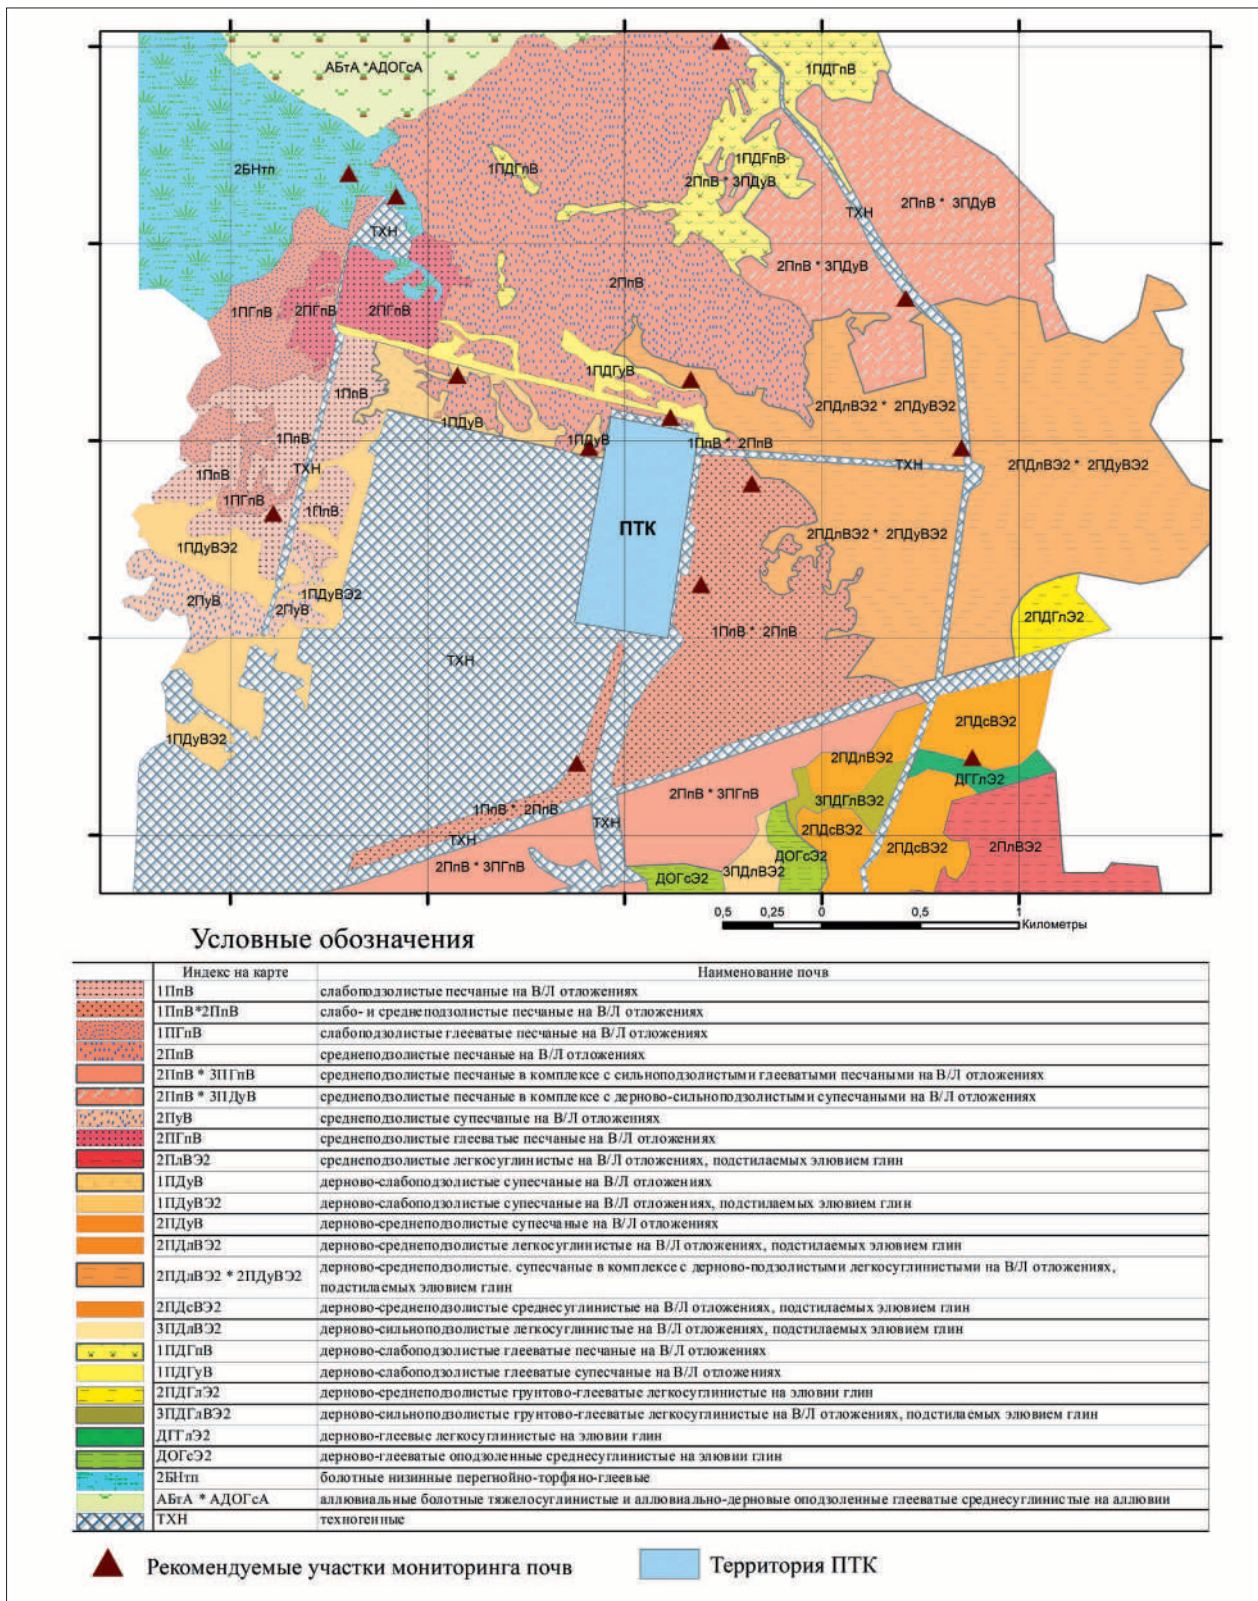 АБтА *АДОГсА
1ПДГпВ
2БНтп
1ПДГпВ
1ПДГпВ
2ПпВ * 3ПДуВ
2ПпВ * 3ПДуВ
ТХН
ТХН
2ПпВ * 3ПДуВ
2ПпВ
1ПГпВ
2ПГпВ
2ПГпВ
1ПДГуВ
1ПпВ
2ПДлВЭ2 * 2ПДуВЭ2
1ПДуВ
1ПпВ
1ПДуВ
1ПпВ * 2ПпВ
1ПпВ
ТХН
ТХН
2ПДлВЭ2 * 2ПДуВЭ2
1ПГпВ
1ПпВ
ПТК
2ПДлВЭ2 * 2ПДуВЭ2
1ПДуВЭ2
1ПДуВЭ2
2ПуВ
2ПуВ
2ПДГлЭ2
1ПпВ * 2ПпВ
ТХН
2ПДсВЭ2
1ПДуВЭ2
2ПДлВЭ2
ДГГлЭ2
2ПпВ * 3ПГпВ
3ПДГлВЭ2
1ПпВ * 2ПпВ
ТХН
2ПДсВЭ2
ТХН
2ПДсВЭ2
2ПлВЭ2
ДОГсЭ2
2ПпВ * 3ПГпВ
3ПДлВЭ2
ДОГсЭ2
0,5 0,25 0 0,5 1
Километры
Условные обозначения
Индекс на карте Наименование почв
1ПпВ слабоподзолистые песчаные на В/Л отложениях
1ПпВ*2ПпВ слабо- и среднеподзолистые песчаные на В/Л отложениях
1ПГпВ слабоподзолистые глееватые песчаные на В/Л отложениях
2ПпВ среднеподзолистые песчаные на В/Л отложениях
2ПпВ * 3ПГпВ среднеподзолистые песчаные в комплексе с сильноподзолистыми глееватыми песчаными на В/Л отложениях
2ПпВ * 3ПДуВ среднеподзолистые песчаные в комплексе с дерново-сильноподзолистыми супесчаными на В/Л отложениях
2ПуВ среднеподзолистые супесчаные на В/Л отложениях
2ПГпВ среднеподзолистые глееватые песчаные на В/Л отложениях
2ПлВЭ2 среднеподзолистые легкосуглинистые на В/Л отложениях, подстилаемых элювием глин
1ПДуВ дерново-слабоподзолистые супесчаные на В/Л отложениях
1ПДуВЭ2 дерново-слабоподзолистые супесчаные на В/Л отложениях, подстилаемых элювием глин
2ПДуВ дерново-среднеподзолистые супесчаные на В/Л отложениях
2ПДлВЭ2 дерново-среднеподзолистые легкосуглинистые на В/Л отложениях, подстилаемых элювием глин
2ПДлВЭ2 * 2ПДуВЭ2 дерново-среднеподзолистые. супесчаные в комплексе с дерново-подзолистыми легкосуглинистыми на В/Л отложениях,
подстилаемых элювием глин
2ПДсВЭ2 дерново-среднеподзолистые среднесуглинистые на В/Л отложениях, подстилаемых элювием глин
3ПДлВЭ2 дерново-сильноподзолистые легкосуглинистые на В/Л отложениях, подстилаемых элювием глин
1ПДГпВ дерново-слабоподзолистые глееватые песчаные на В/Л отложениях
1ПДГуВ дерново-слабоподзолистые глееватые супесчаные на В/Л отложениях
2ПДГлЭ2 дерново-среднеподзолистые грунтово-глееватые легкосуглинистые на элювии глин
3ПДГлВЭ2 дерново-сильноподзолистые грунтово-глееватые легкосуглинистые на В/Л отложениях, подстилаемых элювием глин
ДГГлЭ2 дерново-глеевые легкосуглинистые на элювии глин
ДОГсЭ2 дерново-глееватые оподзоленные среднесуглинистые на элювии глин
2БНтп болотные низинные перегнойно-торфяно-глеевые
АБтА * АДОГсА аллювиальные болотные тяжелосуглинистые и аллювиально-дерновые оподзоленные глееватые среднесуглинистые на аллювии
ТХН техногенные
Рекомендуемые участки мониторинга почв Территория ПТК